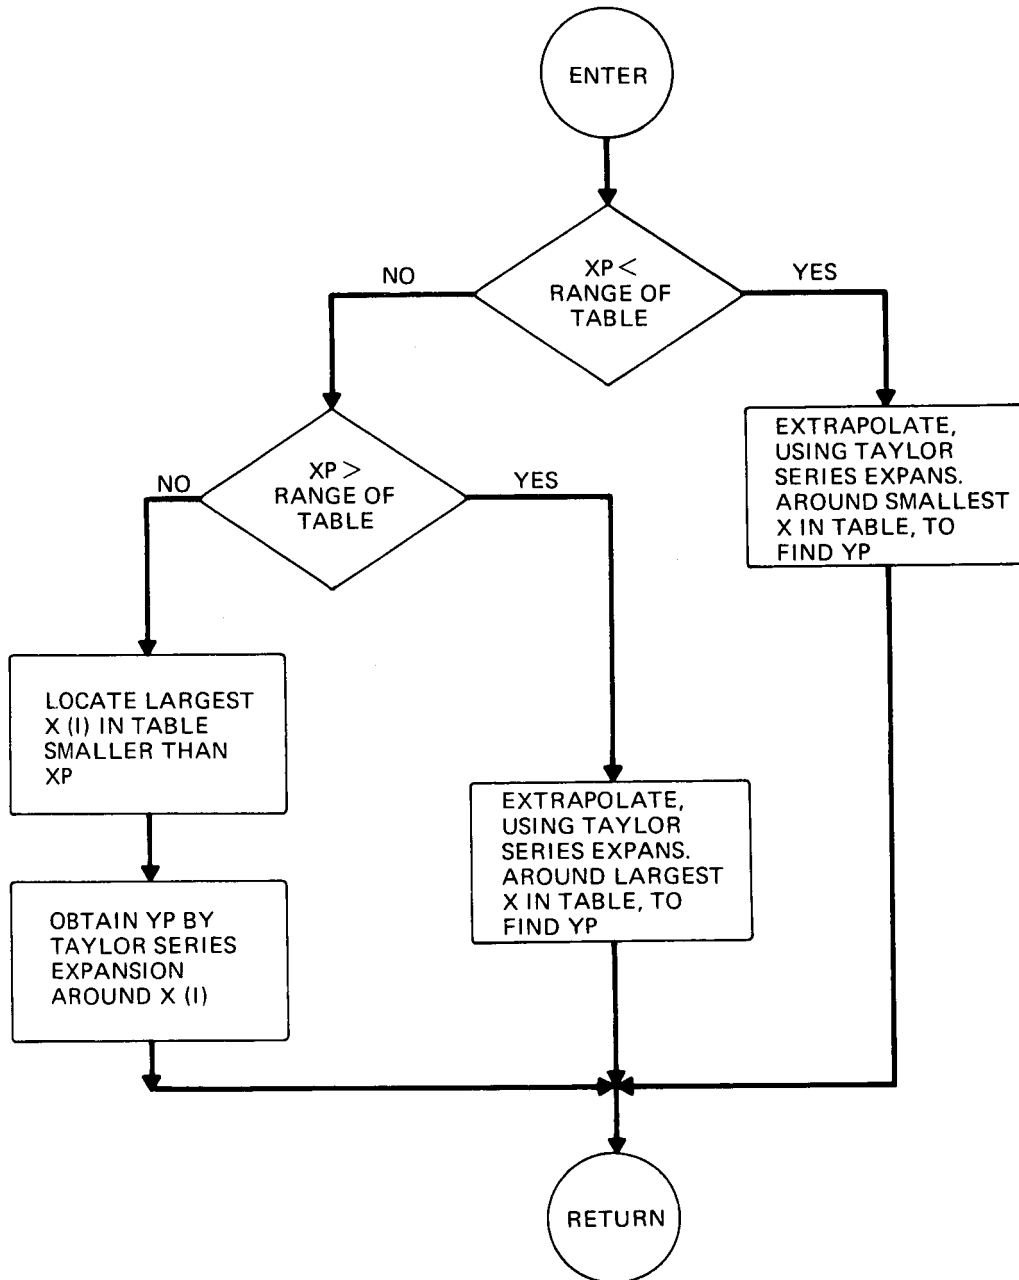 ENTER
XP <
RANGE OF
TABLE
NO
YES
XP >
RANGE OF
TABLE
NO
YES
EXTRAPOLATE,
USING TAYLOR
SERIES EXPANS.
AROUND SMALLEST
X IN TABLE, TO
FIND YP
LOCATE LARGEST
X (I) IN TABLE
SMALLER THAN
XP
EXTRAPOLATE,
USING TAYLOR
SERIES EXPANS.
AROUND LARGEST
X IN TABLE, TO
FIND YP
OBTAIN YP BY
TAYLOR SERIES
EXPANSION
AROUND X (I)
RETURN